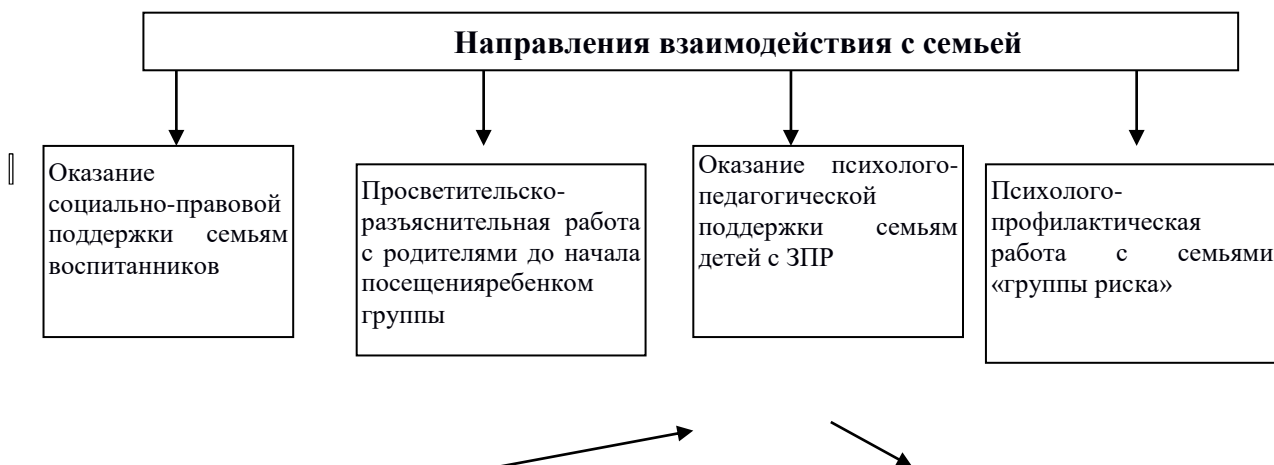 Направления взаимодействия с семьей
Оказание
социально-правовой
поддержки семьям
воспитанников
Просветительско-
разъяснительная работа
с родителями до начала
посещенияребенком
группы
Оказание психолого-
педагогической
поддержки семьям
детей с ЗПР
Психолого-
профилактическая
работа с семьями
«группы риска»